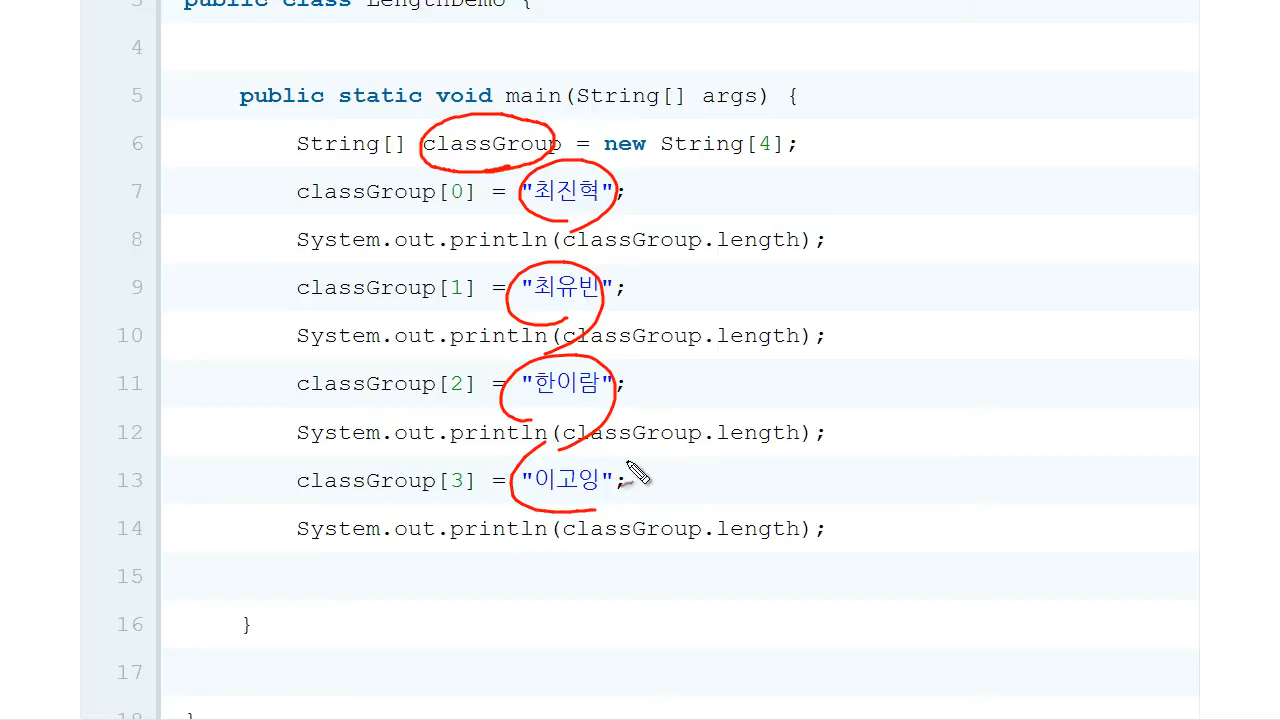 3 public class LengthDemo {
4
5 public static void main(String[] args) {
6 String[] classGroup = new String[4];
7 classGroup[0] = "최진혁";
8 System.out.println(classGroup.length);
9 classGroup[1] = "최유빈";
10 System.out.println(classGroup.length);
11 classGroup[2] = "한이람";
12 System.out.println(classGroup.length);
13 classGroup[3] = "이고잉";
14 System.out.println(classGroup.length);
15
16 }
17
18 }